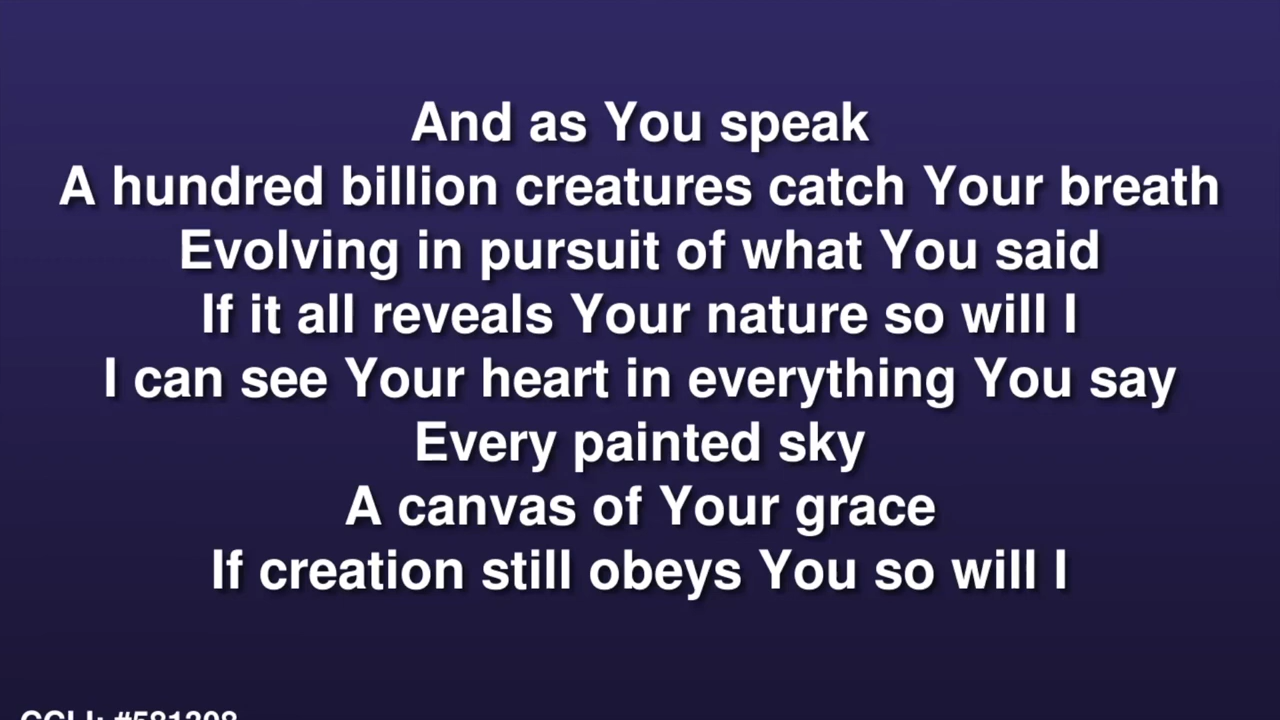 And as You speak
A hundred billion creatures catch Your breath
Evolving in pursuit of what You said
If it all reveals Your nature so will I
I can see Your heart in everything You say
Every painted sky
A canvas of Your grace
If creation still obeys You so will I
CCLI: #581208